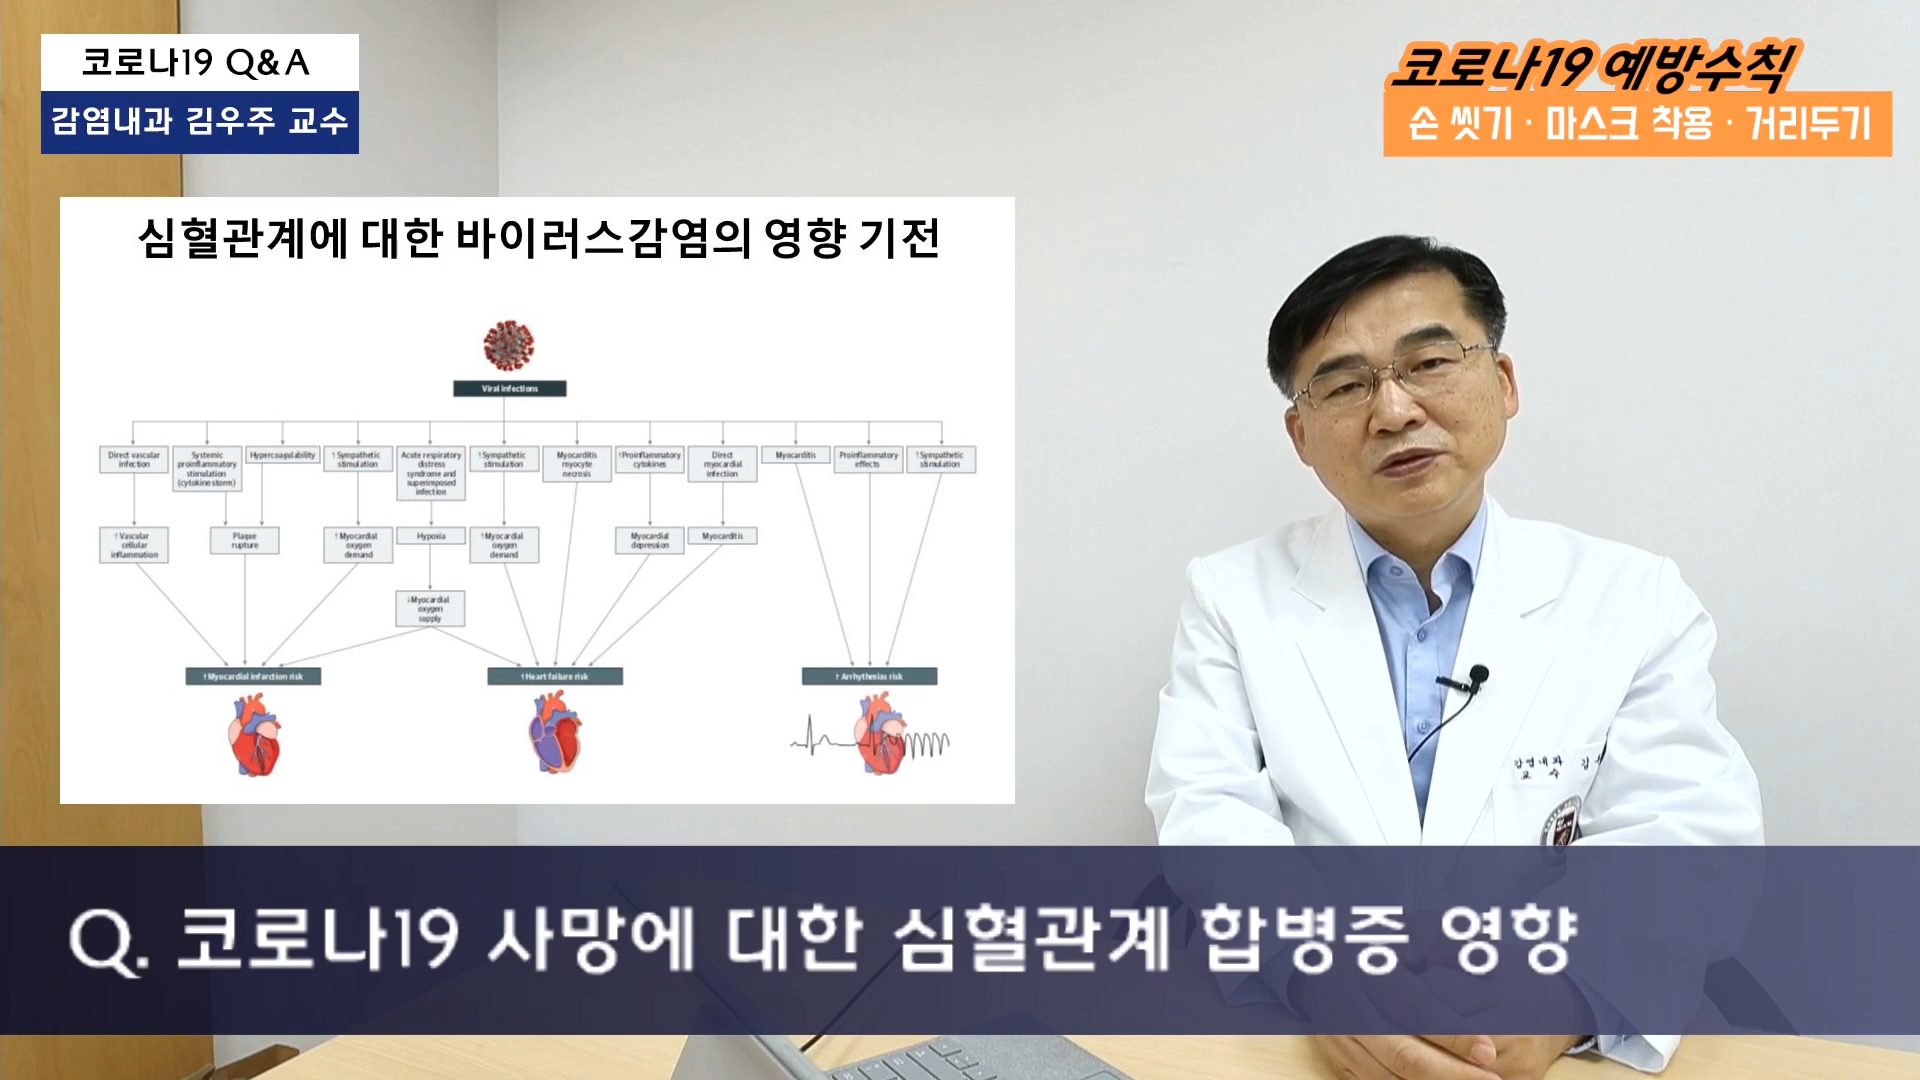 코로나19 Q&A
감염내과 김우주 교수
코로나19 예방수칙
손 씻기 · 마스크 착용 · 거리두기
심혈관계에 대한 바이러스감염의 영향 기전
Viral infections
Direct vascular
infection
Systemic
proinflammatory
stimulation
(cytokine storm)
Hypercoagulability
↑Sympathetic
stimulation
Acute respiratory
distress
syndrome and
superimposed
infection
↑Sympathetic
stimulation
Myocarditis
myocyte
necrosis
↑Proinflammatory
cytokines
Direct
myocardial
infection
Myocarditis
Proinflammatory
effects
↑Sympathetic
stimulation
↑Vascular
cellular
inflammation
Plaque
rupture
↑Myocardial
oxygen
demand
Hypoxia
↑Myocardial
oxygen
demand
Myocardial
depression
Myocarditis
↓Myocardial
oxygen
supply
↑Myocardial infarction risk
↑Heart failure risk
↑ Arrhythmias risk
감염내과 김
교 수
Q. 코로나19 사망에 대한 심혈관계 합병증 영향